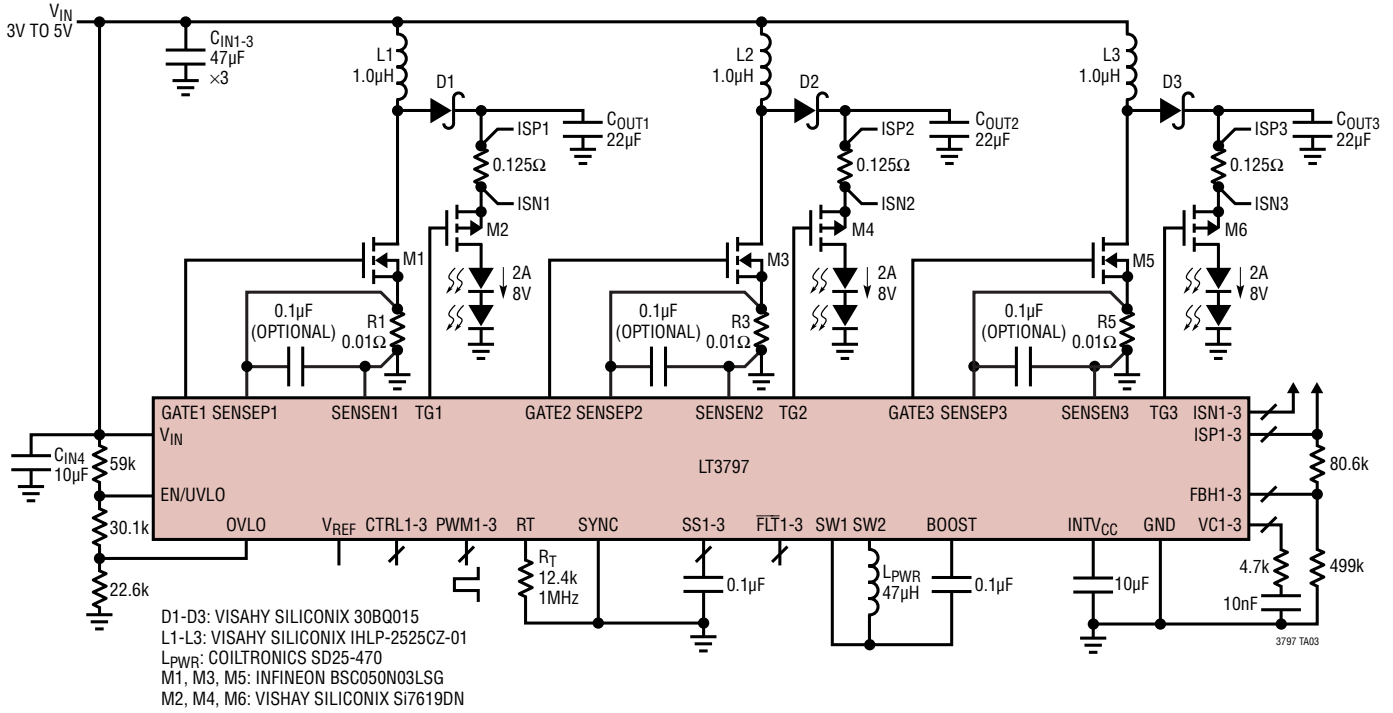 VIN
3V TO 5V
CIN1-3
47µF
×3
L1
1.0µH
D1
ISP1
0.125Ω
ISN1
COUT1
22µF
M2
M1
2A
8V
0.1µF
(OPTIONAL)
R1
0.01Ω
L2
1.0µH
D2
ISP2
0.125Ω
ISN2
COUT2
22µF
M4
M3
2A
8V
0.1µF
(OPTIONAL)
R3
0.01Ω
L3
1.0µH
D3
ISP3
0.125Ω
ISN3
COUT3
22µF
M6
M5
2A
8V
0.1µF
(OPTIONAL)
R5
0.01Ω
GATE1 SENSEP1 SENSEN1 TG1 GATE2 SENSEP2 SENSEN2 TG2 GATE3 SENSEP3 SENSEN3 TG3 ISN1-3
VIN
ISP1-3
CIN4
10µF
59k
LT3797
80.6k
EN/UVLO
FBH1-3
30.1k
OVLO VREF CTRL1-3 PWM1-3 RT SYNC SS1-3 FLT1-3 SW1 SW2 BOOST INTVCC GND VC1-3
22.6k
RT
12.4k
1MHz
0.1µF
LPWR
47µH
0.1µF
10µF
4.7k
10nF
499k
3797 TA03
D1-D3: VISAHY SILICONIX 30BQ015
L1-L3: VISAHY SILICONIX IHLP-2525CZ-01
LPWR: COILTRONICS SD25-470
M1, M3, M5: INFINEON BSC050N03LSG
M2, M4, M6: VISHAY SILICONIX Si7619DN